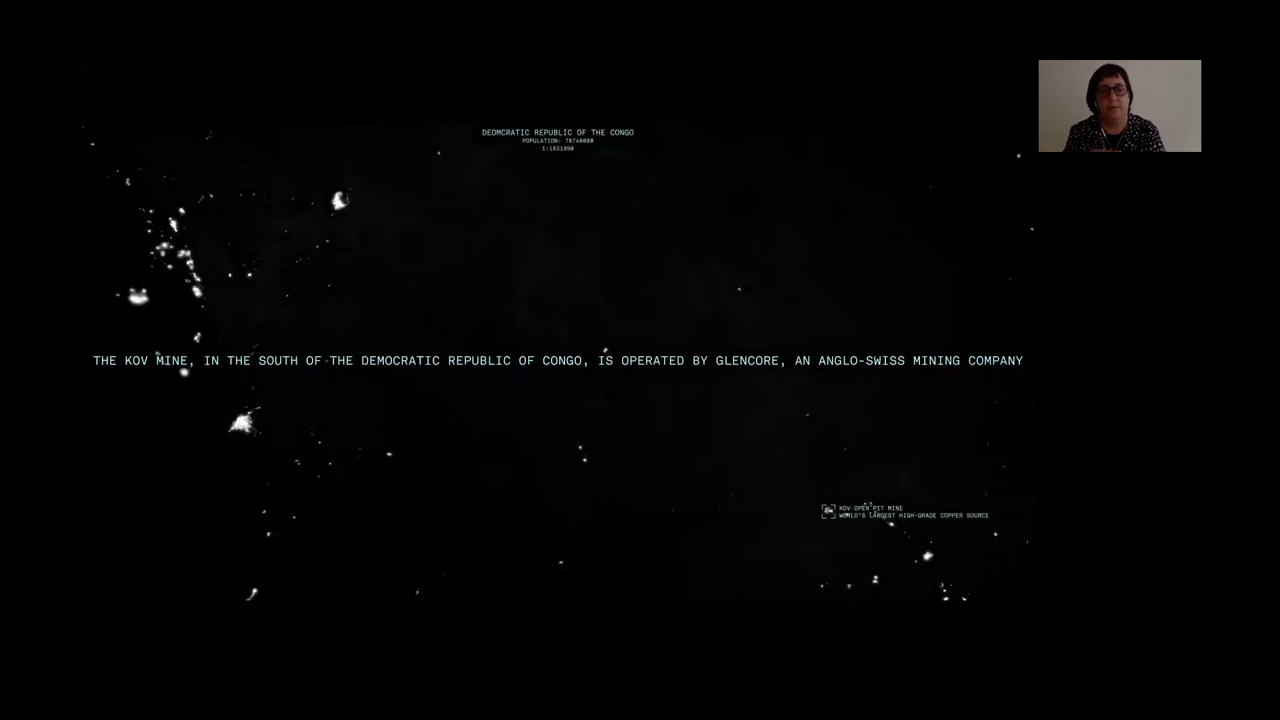 DEOMCRATIC REPUBLIC OF THE CONGO
POPULATION: 78740000
1:1631990
THE KOV MINE, IN THE SOUTH OF THE DEMOCRATIC REPUBLIC OF CONGO, IS OPERATED BY GLENCORE, AN ANGLO-SWISS MINING COMPANY
KOV OPEN PIT MINE
WORLD'S LARGEST HIGH-GRADE COPPER SOURCE